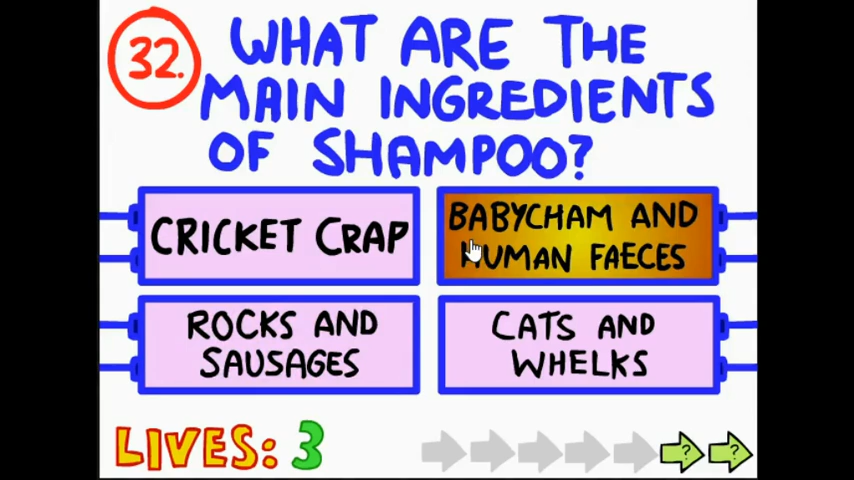 32.
WHAT ARE THE
MAIN INGREDIENTS
OF SHAMPOO?
CRICKET CRAP
BABYCHAM AND
HUMAN FAECES
ROCKS AND
SAUSAGES
CATS AND
WHELKS
LIVES: 3
? ?